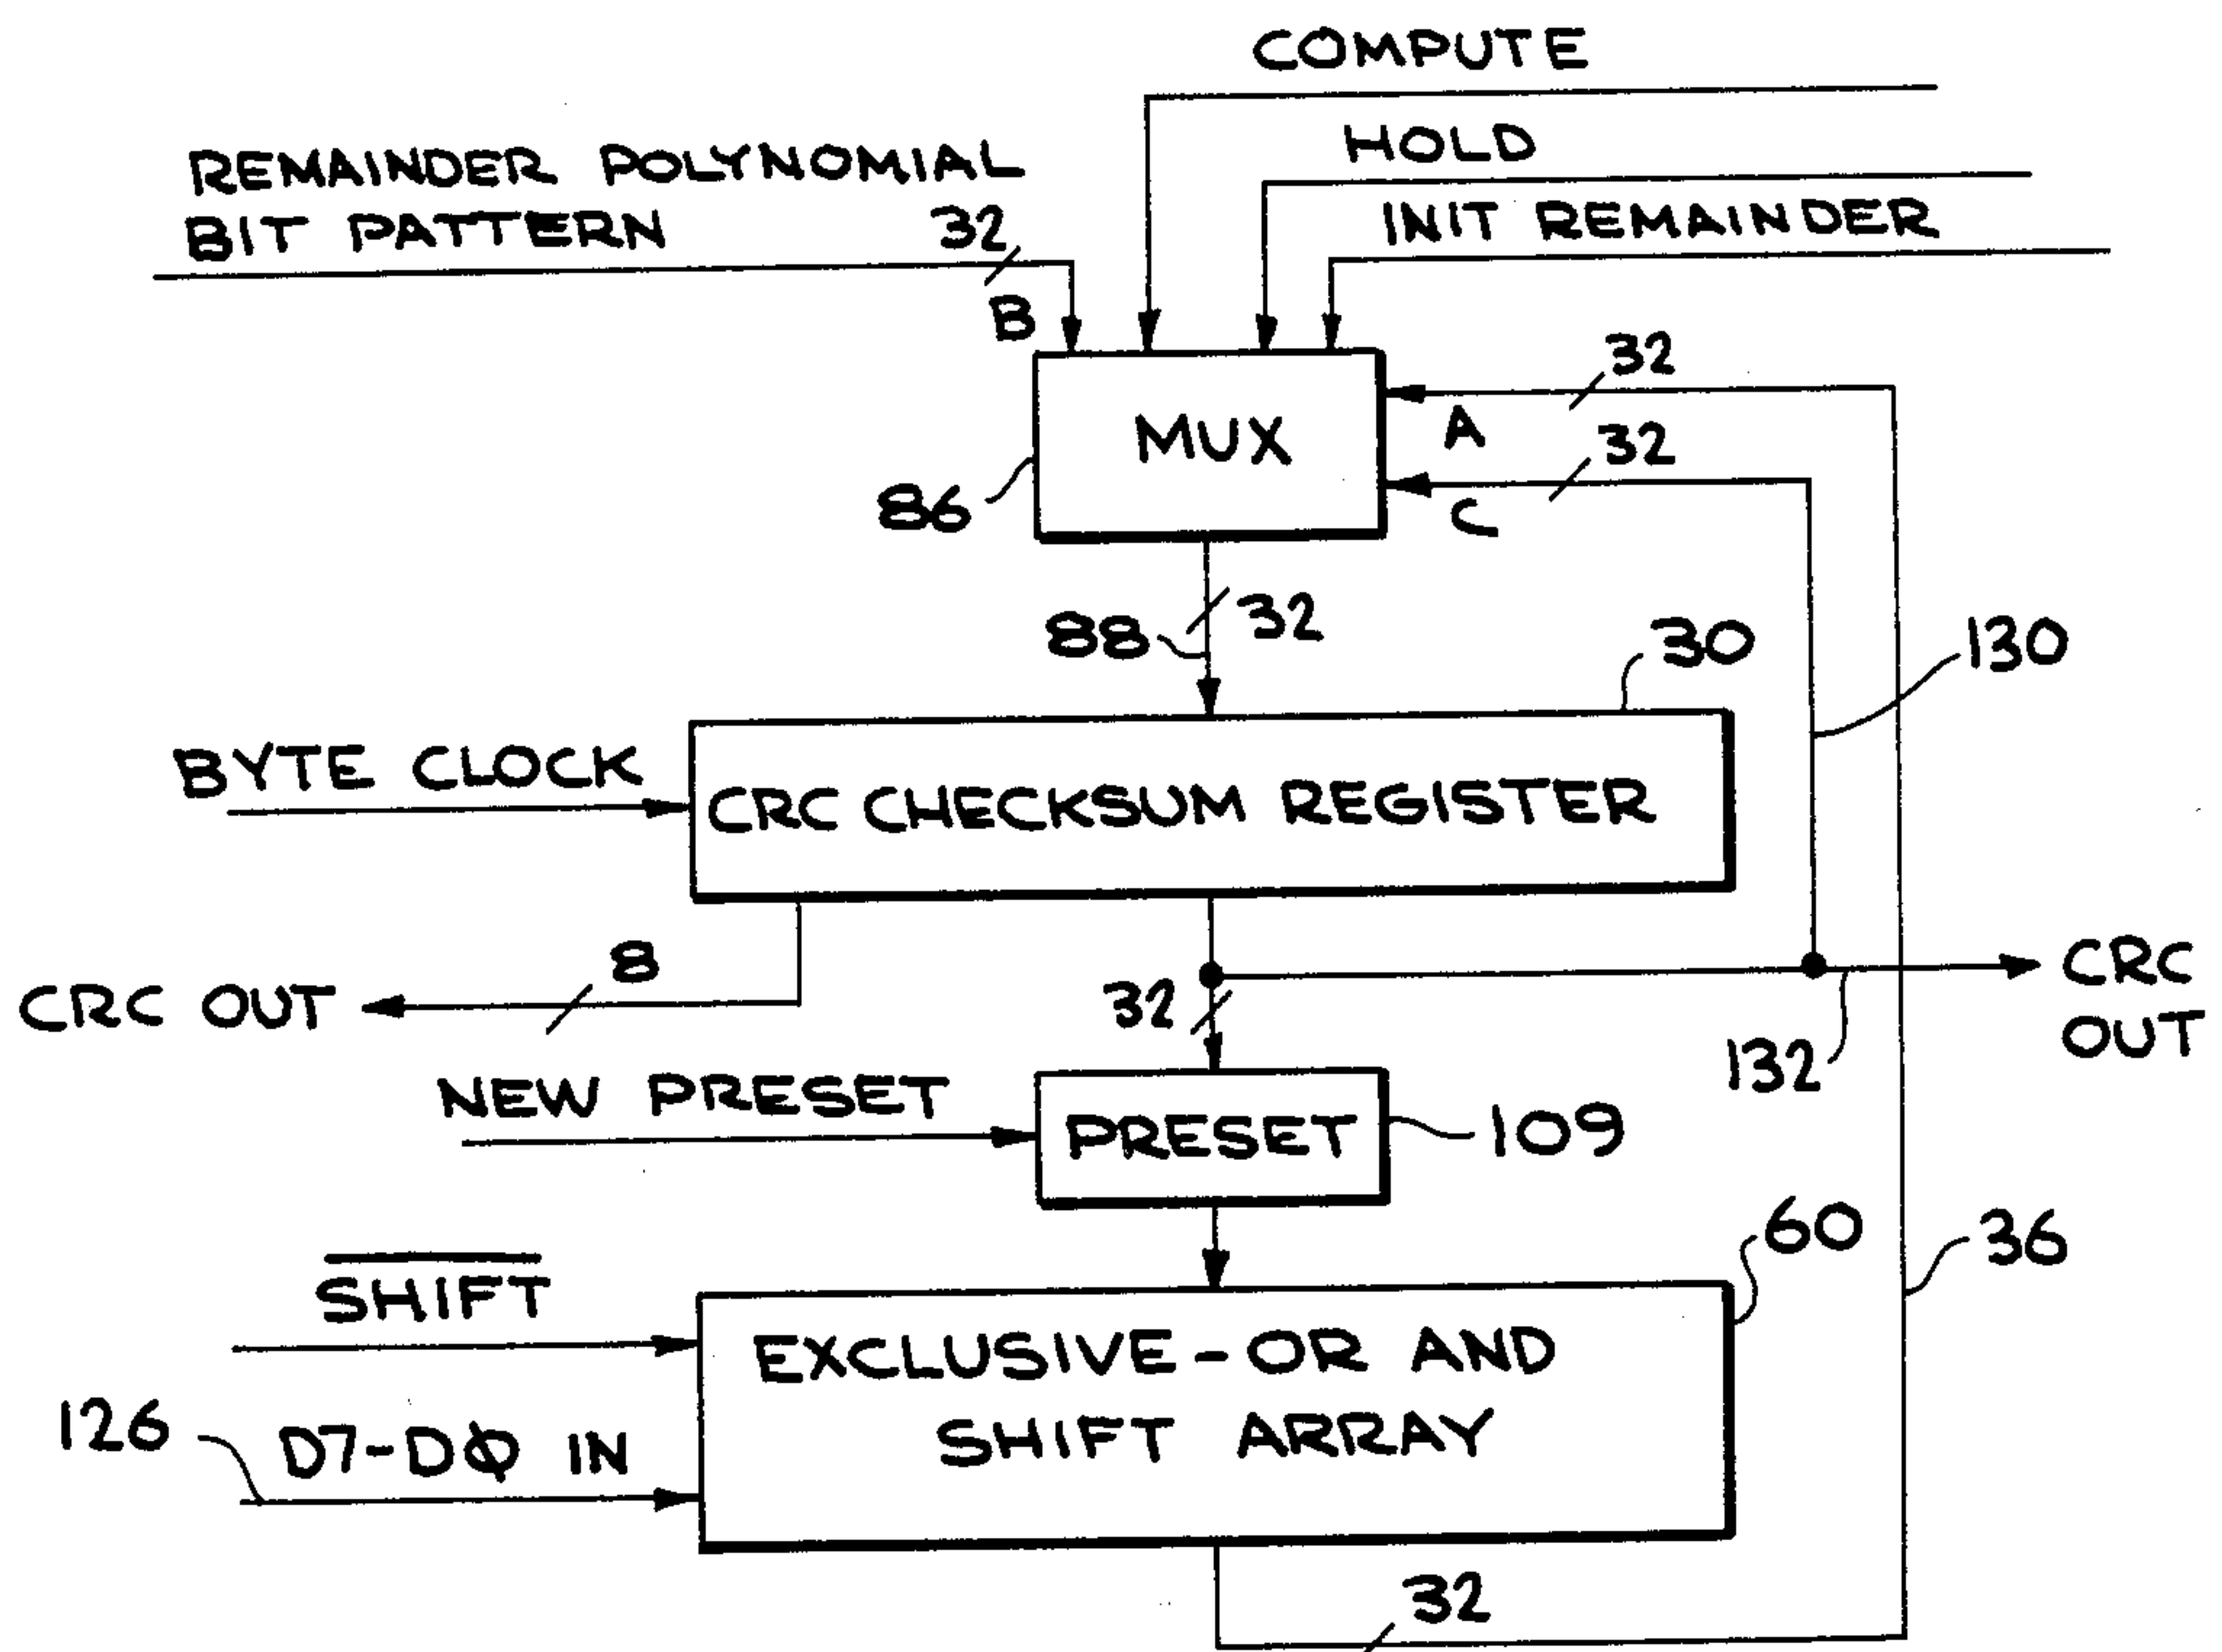 COMPUTE
HOLD
REMAINDER POLYNOMIAL
BIT PATTERN
32
INIT REMAINDER
B
32
MUX
A
32
86
C
88
32
30
130
BYTE CLOCK
CRC CHECKSUM REGISTER
8
CRC OUT
32
CRC
OUT
132
NEW PRESET
PRESET
109
60
36
SHIFT
EXCLUSIVE-OR AND
SHIFT ARRAY
126
D7-DØ IN
32